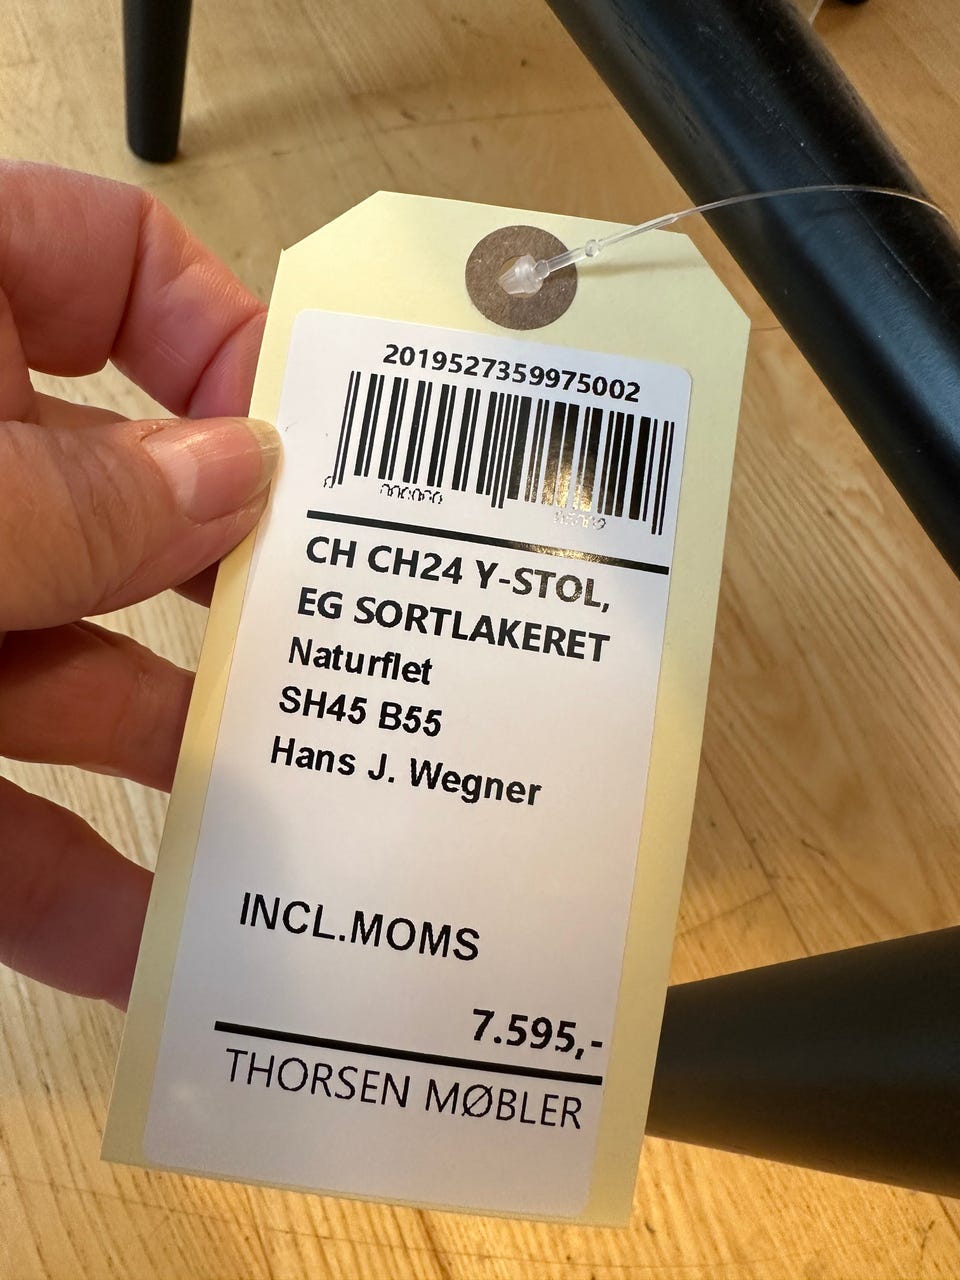 2019527359975002
CH CH24 Y-STOL,
EG SORTLAKERET
Naturflet
SH45 B55
Hans J. Wegner
INCL.MOMS
7.595,-
THORSEN MØBLER